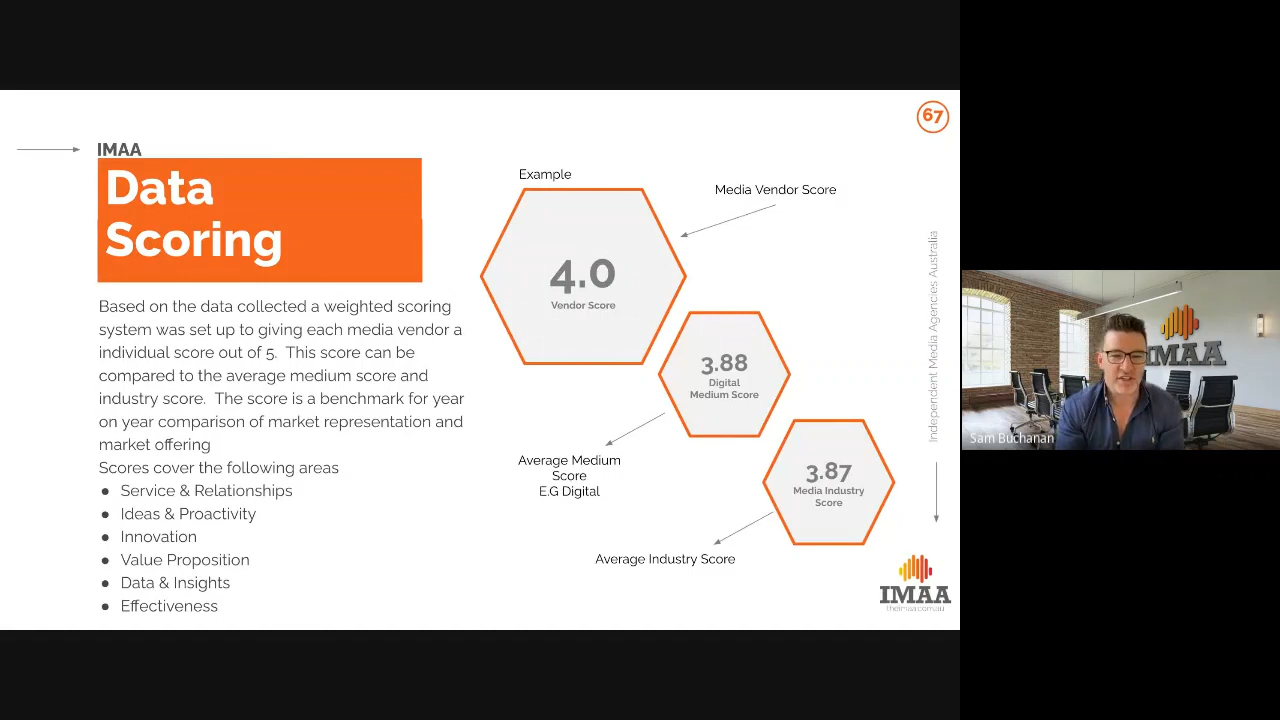 67
IMAA
Data
Scoring
Based on the data collected a weighted scoring
system was set up to giving each media vendor a
individual score out of 5. This score can be
compared to the average medium score and
industry score. The score is a benchmark for year
on year comparison of market representation and
market offering
Scores cover the following areas
● Service & Relationships
● Ideas & Proactivity
● Innovation
● Value Proposition
● Data & Insights
● Effectiveness
Example
Media Vendor Score
4.0
Vendor Score
3.88
Digital
Medium Score
Average Medium
Score
E.G Digital
3.87
Media Industry
Score
Average Industry Score
Independent Media Agencies Australia
IMAA
theimaa.com.au
IMAA
Sam Buchanan